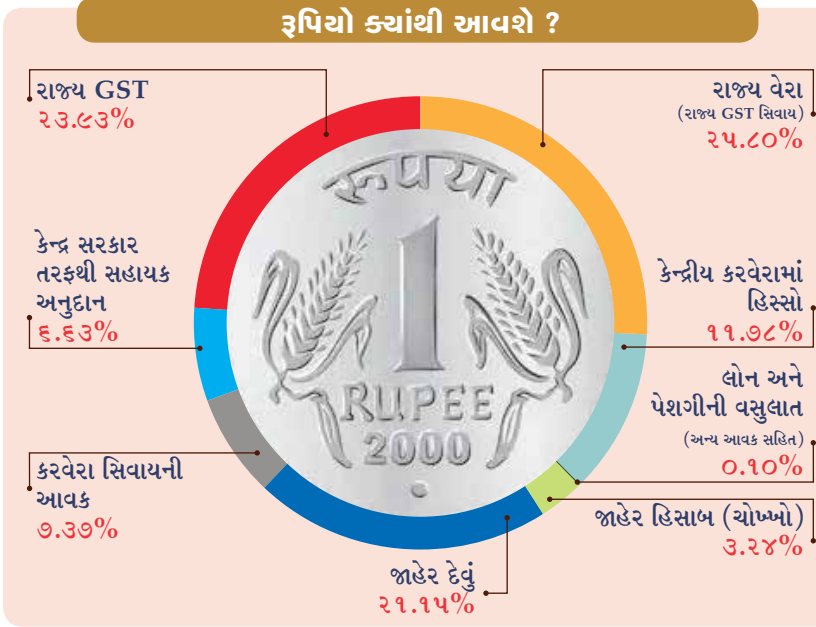 રૂપિયો ક્યાંથી આવશે ?
રાજ્ય GST
૨૩.૯૩%
રાજ્ય વેરા
(રાજ્ય GST સિવાય)
૨૫.૮૦%
કેન્દ્ર સરકાર
તરફથી સહાયક
અનુદાન
૬.૬૩%
કેન્દ્રીય કરવેરામાં
હિસ્સો
૧૧.૭૮%
લોન અને
પેશગીની વસુલાત
(અન્ય આવક સહિત)
૦.૧૦%
કરવેરા સિવાયની
આવક
૭.૩૭%
જાહેર હિસાબ (ચોખ્ખો)
૩.૨૪%
જાહેર દેવું
૨૧.૧૫%
रूपया
1
RUPEE
2000